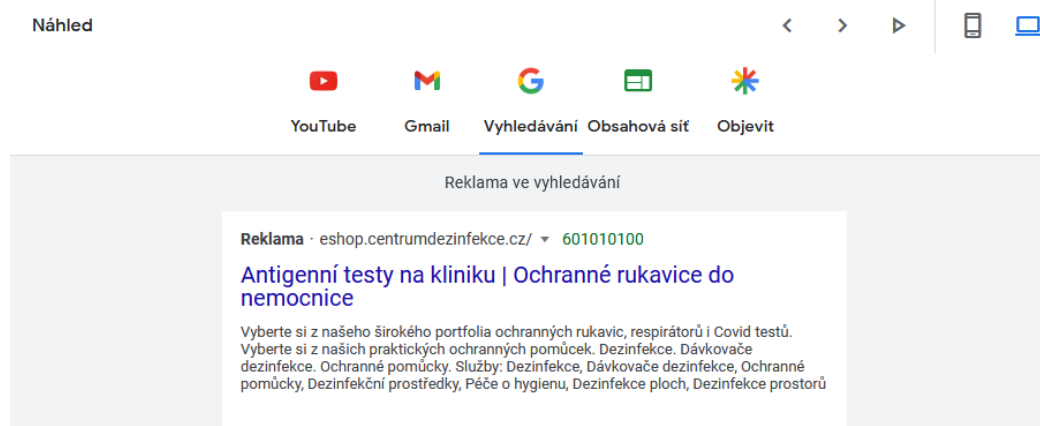 Náhled
YouTube Gmail Vyhledávání Obsahová síť Objevit
Reklama ve vyhledávání
Reklama · eshop.centrumdezinfekce.cz/ 601010100
Antigenní testy na kliniku | Ochranné rukavice do
nemocnice
Vyberte si z našeho širokého portfolia ochranných rukavic, respirátorů i Covid testů.
Vyberte si z našich praktických ochranných pomůcek. Dezinfekce. Dávkovače
dezinfekce. Ochranné pomůcky. Služby: Dezinfekce, Dávkovače dezinfekce, Ochranné
pomůcky, Dezinfekční prostředky, Péče o hygienu, Dezinfekce ploch, Dezinfekce prostorů